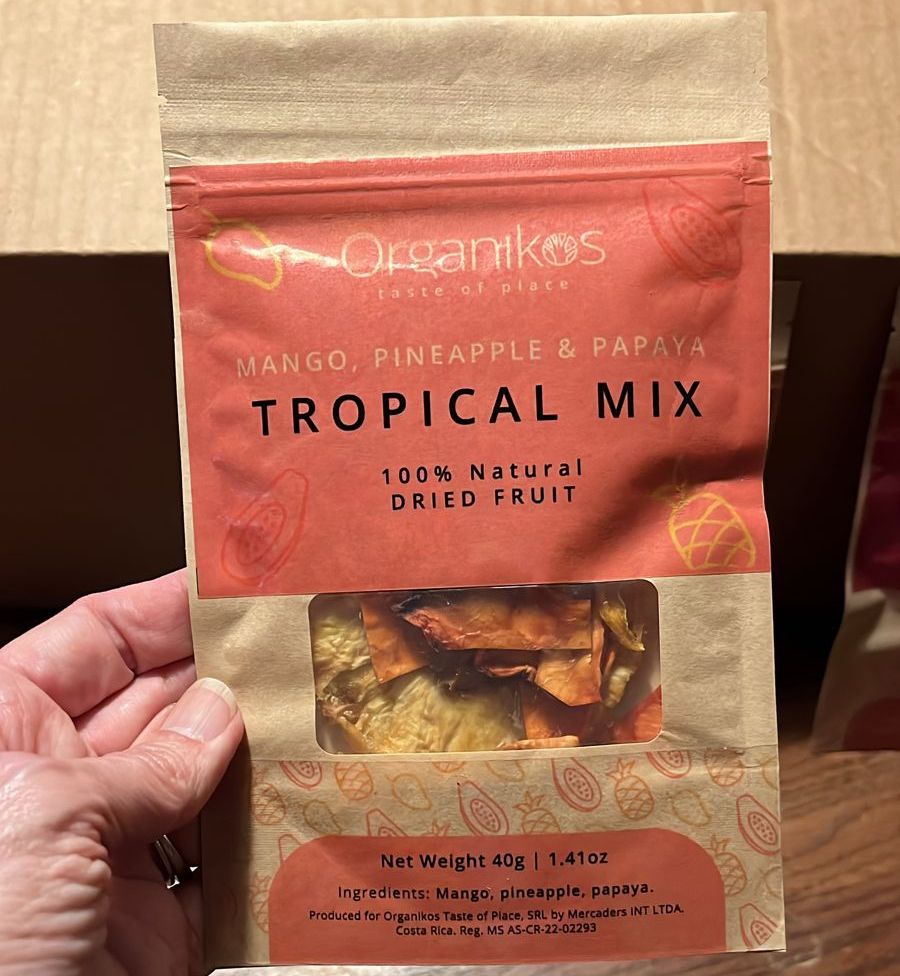 Organikos
taste of place
MANGO, PINEAPPLE & PAPAYA
TROPICAL MIX
100% Natural
DRIED FRUIT
Net Weight 40g | 1.41oz
Ingredients: Mango, pineapple, papaya.
Produced for Organikos Taste of Place, SRL by Mercaders INT LTDA.
Costa Rica. Reg. MS AS-CR-22-02293